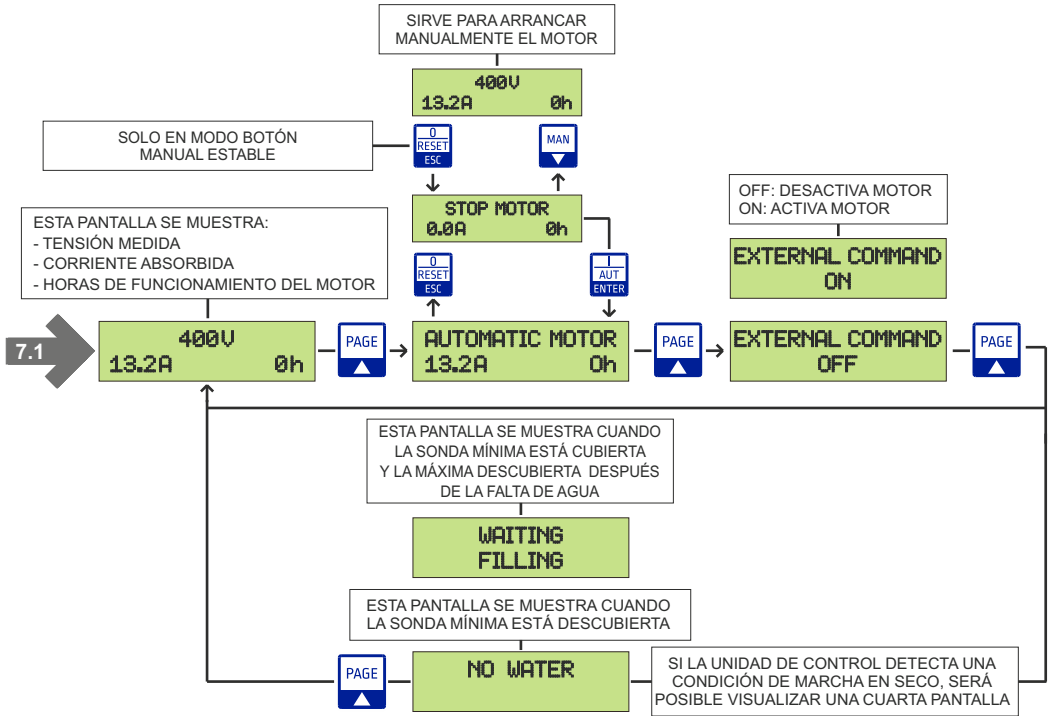 SIRVE PARA ARRANCAR
MANUALMENTE EL MOTOR
400V
13.2A 0h
SOLO EN MODO BOTÓN
MANUAL ESTABLE
0
RESET
ESC
MAN
STOP MOTOR
0.0A 0h
OFF: DESACTIVA MOTOR
ON: ACTIVA MOTOR
ESTA PANTALLA SE MUESTRA:
- TENSIÓN MEDIDA
- CORRIENTE ABSORBIDA
- HORAS DE FUNCIONAMIENTO DEL MOTOR
0
RESET
ESC
I
AUT
ENTER
EXTERNAL COMMAND
ON
7.1
400V
13.2A 0h
PAGE
AUTOMATIC MOTOR
13.2A 0h
PAGE
EXTERNAL COMMAND
OFF
PAGE
ESTA PANTALLA SE MUESTRA CUANDO
LA SONDA MÍNIMA ESTÁ CUBIERTA
Y LA MÁXIMA DESCUBIERTA DESPUÉS
DE LA FALTA DE AGUA
WAITING
FILLING
ESTA PANTALLA SE MUESTRA CUANDO
LA SONDA MÍNIMA ESTÁ DESCUBIERTA
PAGE
NO WATER
SI LA UNIDAD DE CONTROL DETECTA UNA
CONDICIÓN DE MARCHA EN SECO, SERÁ
POSIBLE VISUALIZAR UNA CUARTA PANTALLA